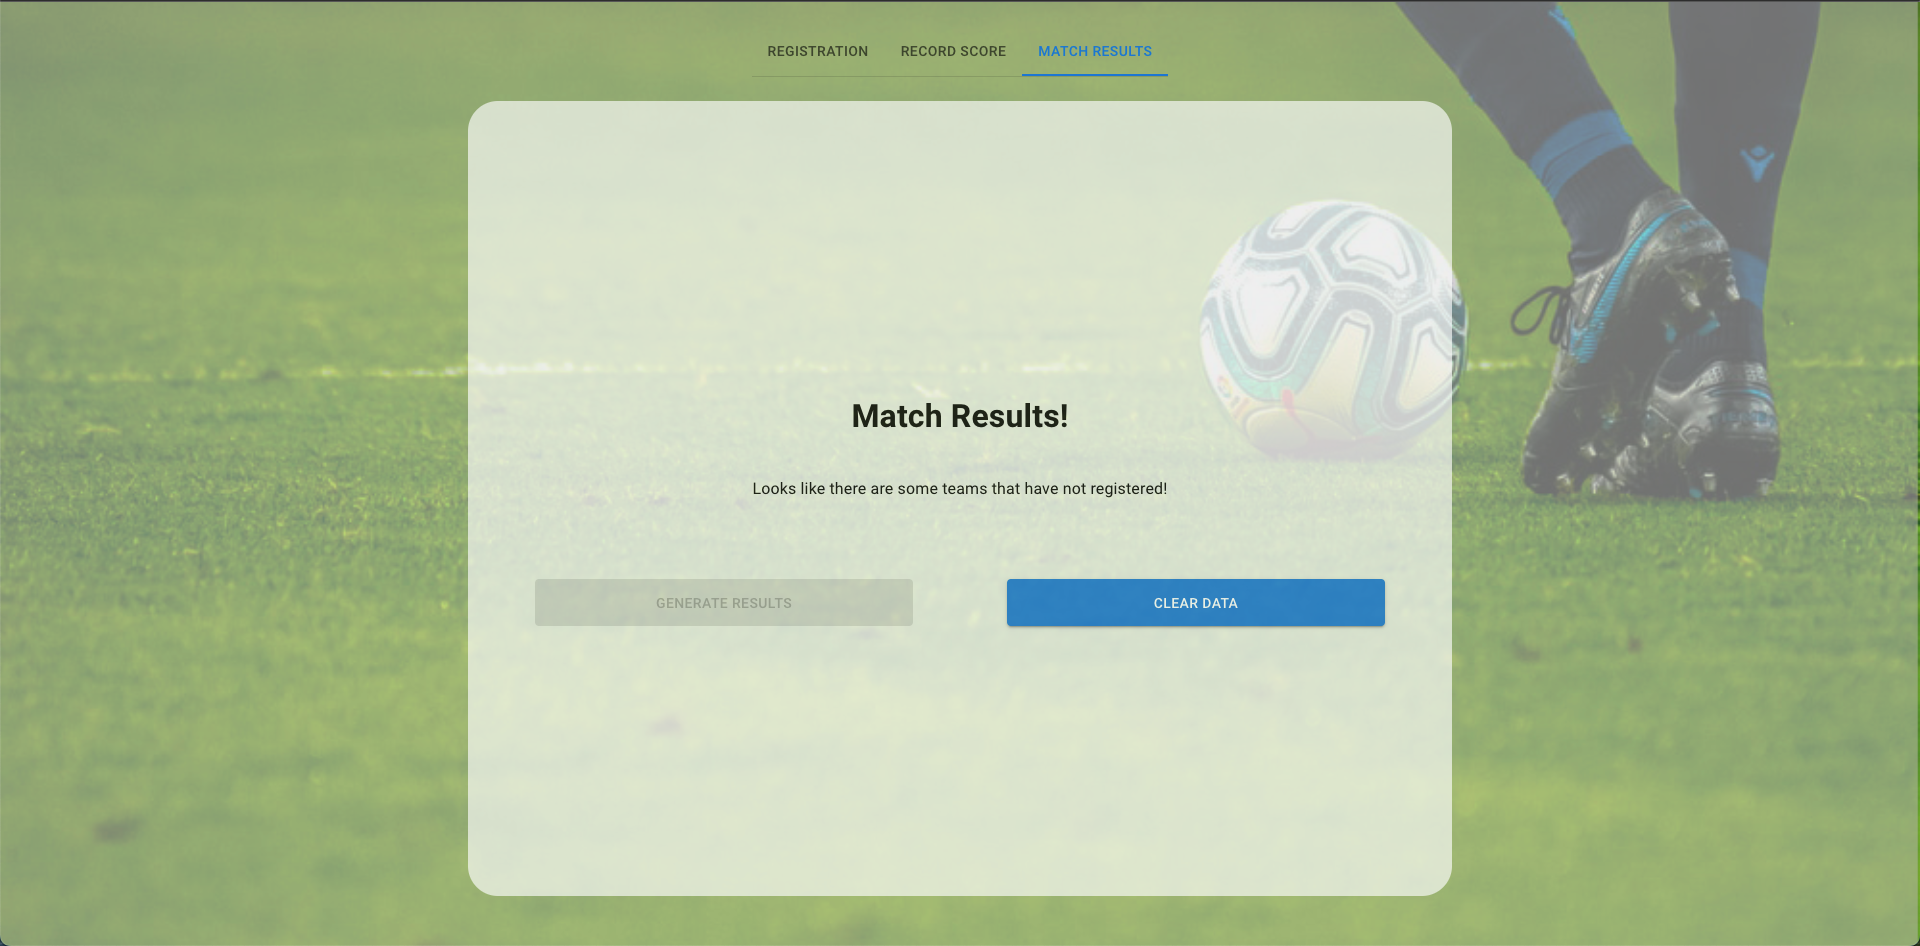 REGISTRATION RECORD SCORE MATCH RESULTS
Match Results!
Looks like there are some teams that have not registered!
GENERATE RESULTS CLEAR DATA